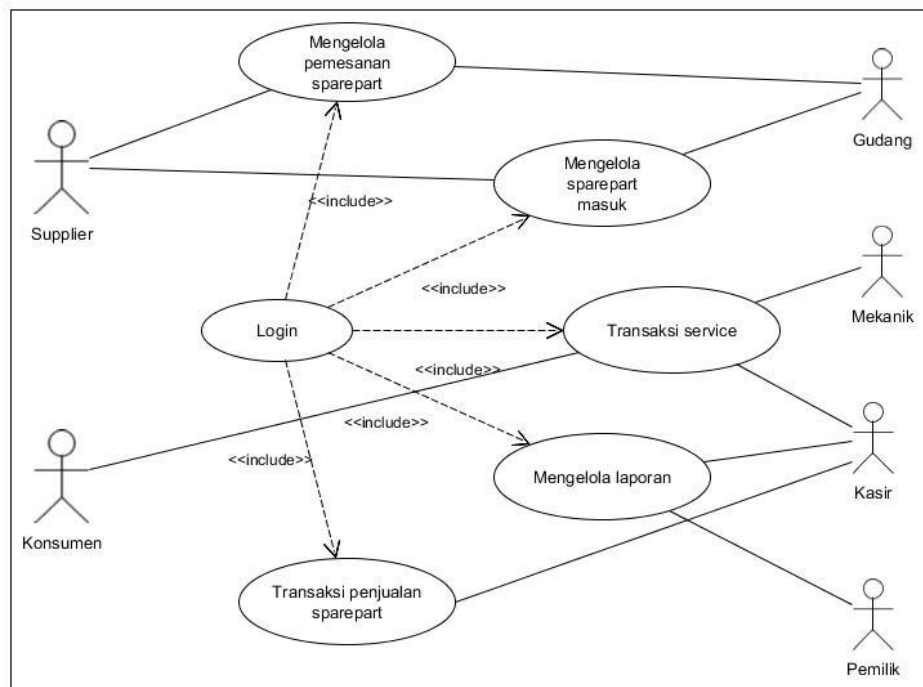 Mengelola
pemesanan
sparepart
Gudang
Mengelola
sparepart
masuk
<<include>>
Supplier
<<include>>
Mekanik
Login
Transaksi service
<<include>>
<<include>>
<<include>>
Mengelola laporan
Kasir
Konsumen
Transaksi penjualan
sparepart
Pemilik